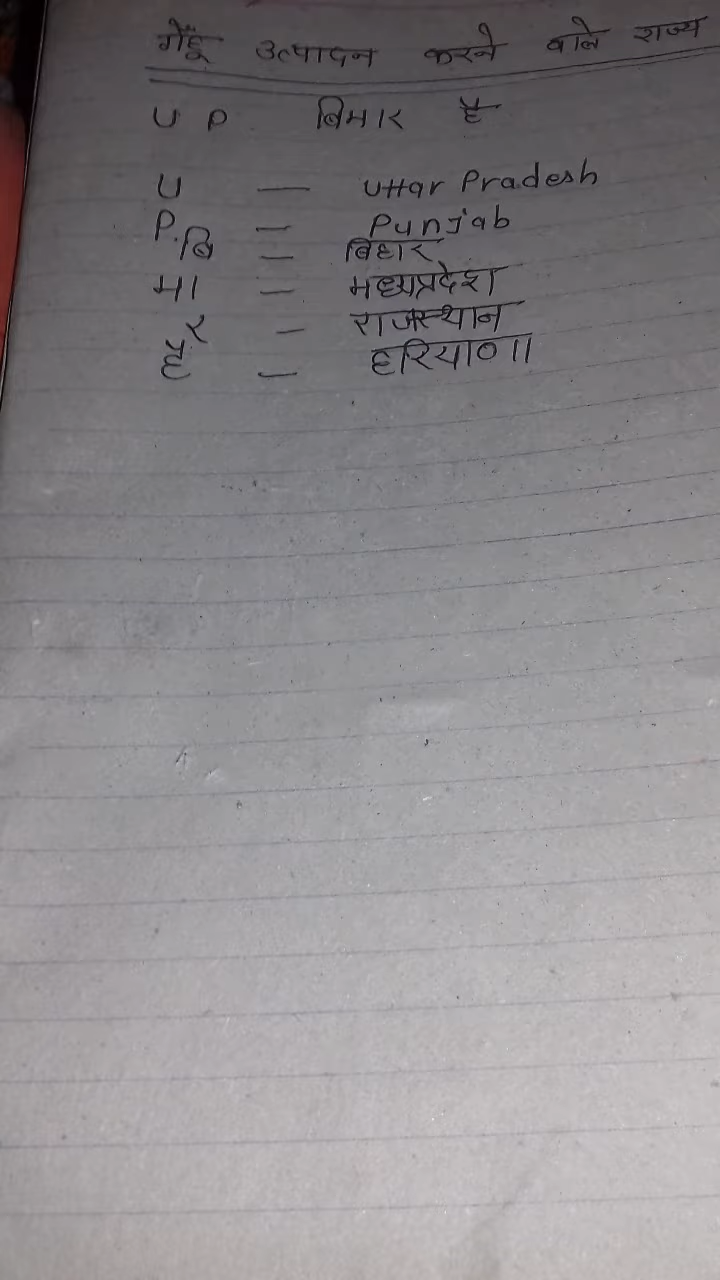 गेहूँ उत्पादन करने वाले राज्य
U P बिमार है
U — Uttar Pradesh
P. — Punjab
बि — बिहार
मा — मध्यप्रदेश
र — राजस्थान
है — हरियाणा